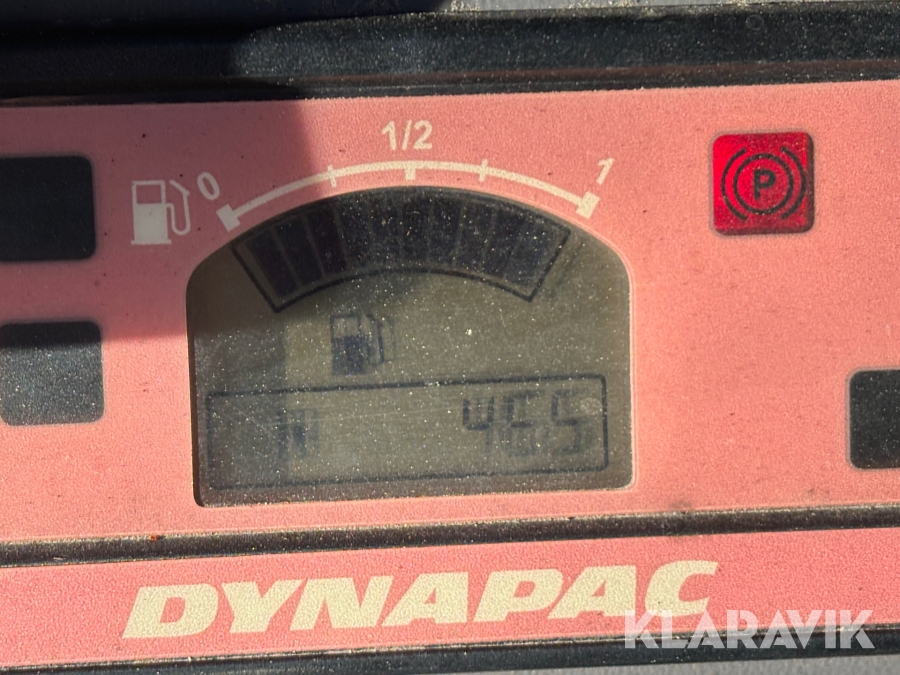 1/2
0
1
P
465
DYNAPAC
KLARAVIK